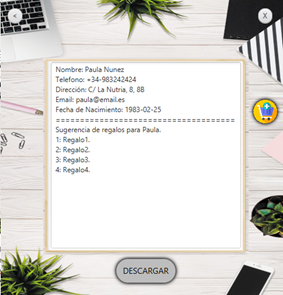 <
X
Nombre: Paula Nunez
Telefono: +34-983242424
Dirección: C/ La Nutria, 8, 8B
Email: paula@email.es
Fecha de Nacimiento: 1983-02-25
===================================
Sugerencia de regalos para Paula.
1: Regalo1.
2: Regalo2.
3: Regalo3.
4: Regalo4.
DESCARGAR